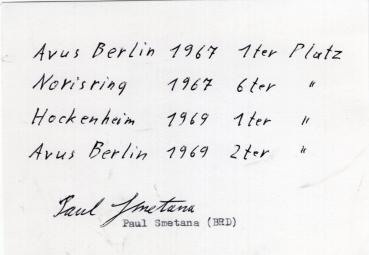 Avus Berlin 1967 1ter Platz
Norisring 1967 6ter "
Hockenheim 1969 1ter "
Avus Berlin 1969 2ter "
Paul Smetana
Paul Smetana (BRD)